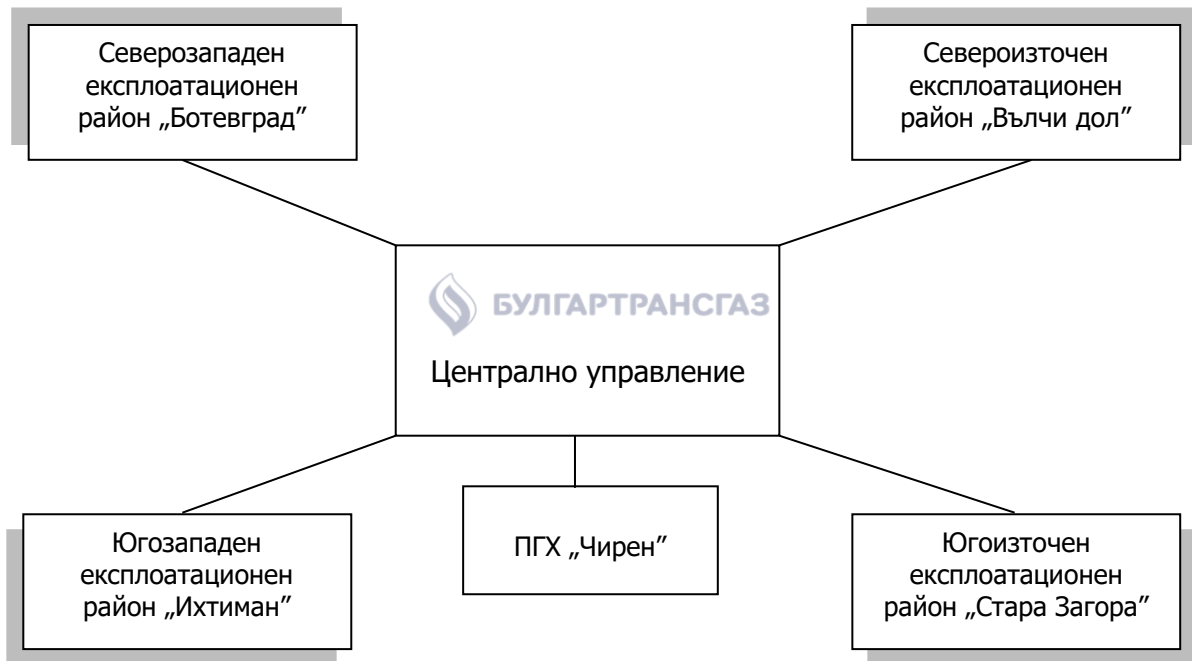 Северозападен
експлоатационен
район „Ботевград”
Североизточен
експлоатационен
район „Вълчи дол”
БУЛГАРТРАНСГАЗ
Централно управление
Югозападен
експлоатационен
район „Ихтиман”
ПГХ „Чирен”
Югоизточен
експлоатационен
район „Стара Загора”